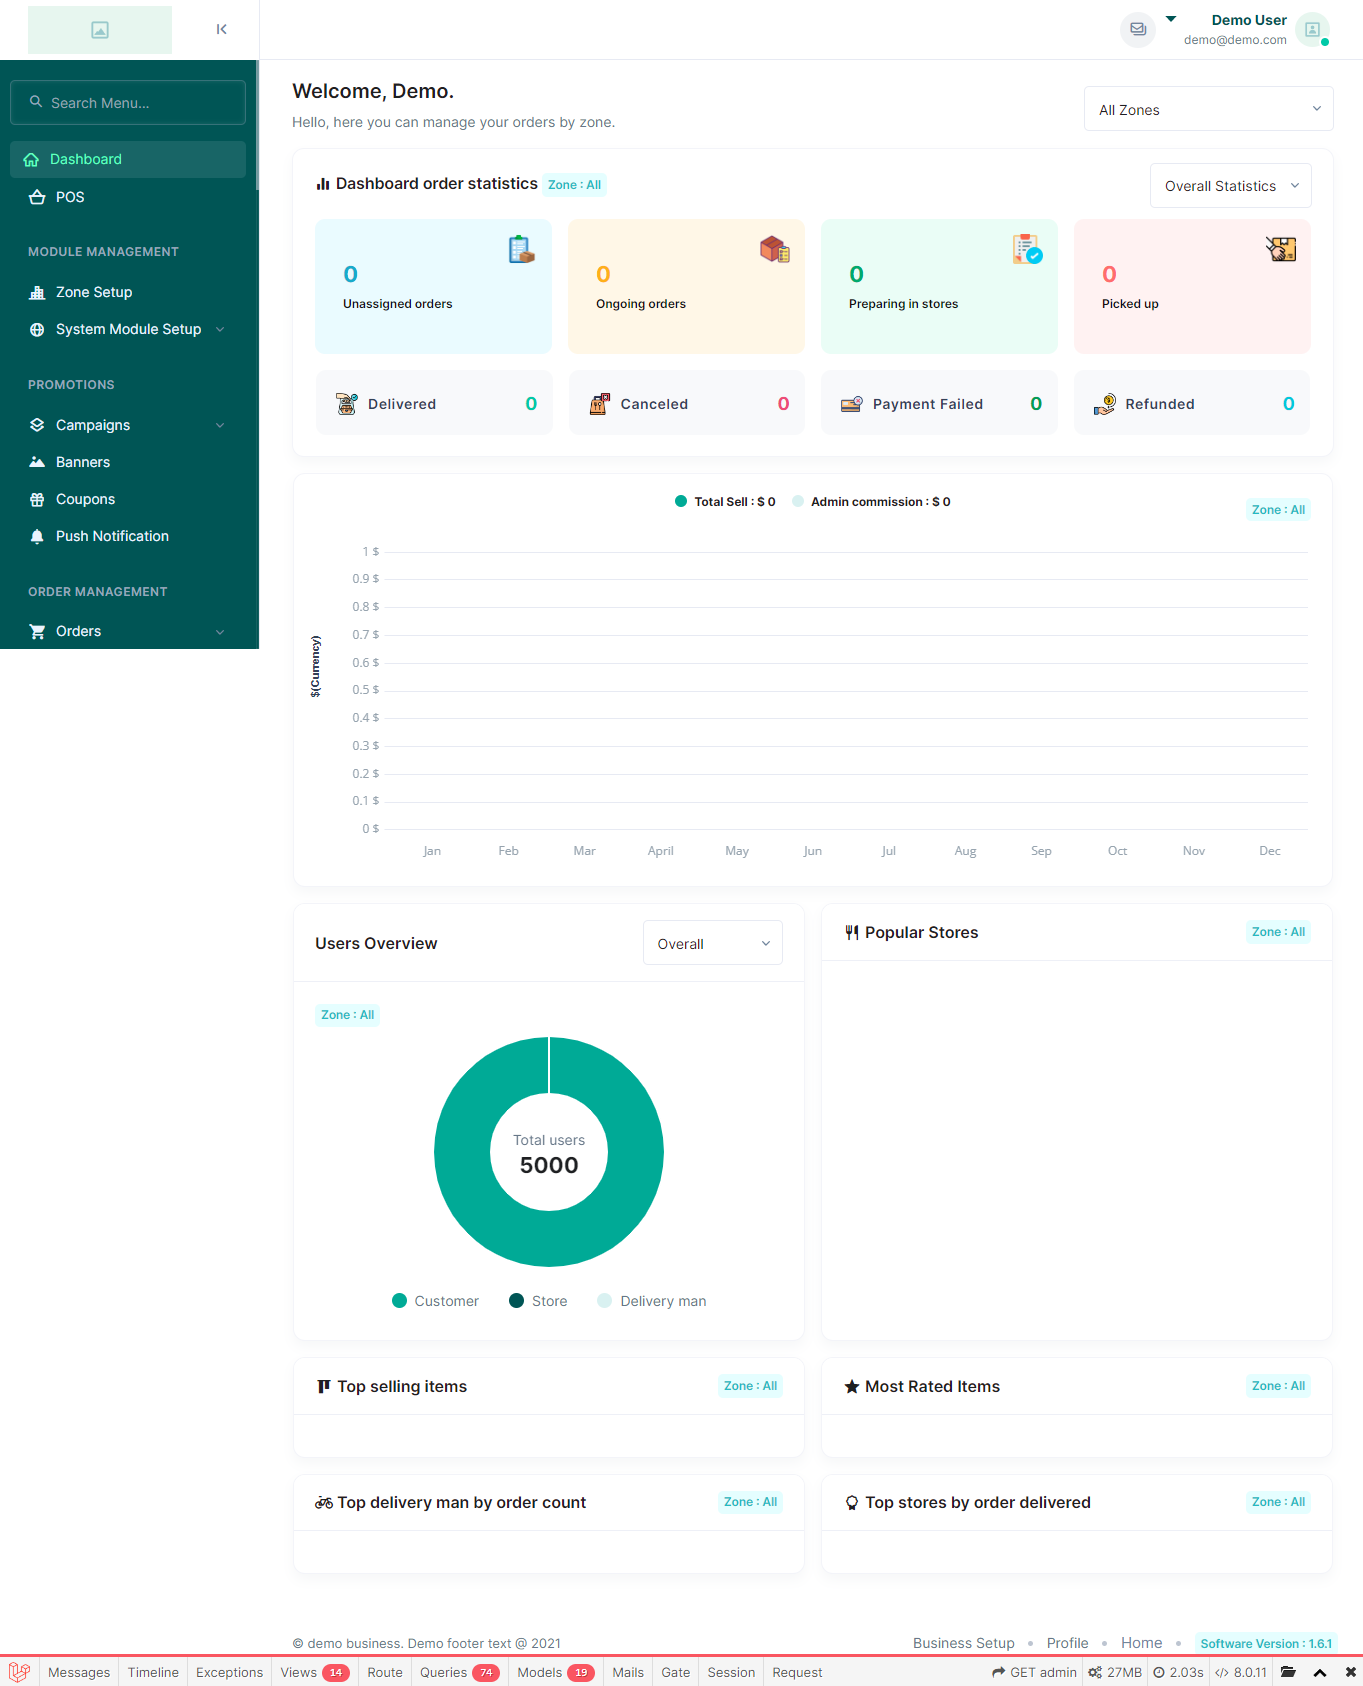 Demo User
demo@demo.com
Search Menu...
Dashboard
POS
MODULE MANAGEMENT
Zone Setup
System Module Setup
PROMOTIONS
Campaigns
Banners
Coupons
Push Notification
ORDER MANAGEMENT
Orders
Welcome, Demo.
Hello, here you can manage your orders by zone.
All Zones
Dashboard order statistics Zone : All
Overall Statistics
0
Unassigned orders
0
Ongoing orders
0
Preparing in stores
0
Picked up
Delivered 0
Canceled 0
Payment Failed 0
Refunded 0
Total Sell : $ 0 Admin commission : $ 0
Zone : All
$(Currency)
1 $
0.9 $
0.8 $
0.7 $
0.6 $
0.5 $
0.4 $
0.3 $
0.2 $
0.1 $
0 $
Jan Feb Mar April May Jun Jul Aug Sep Oct Nov Dec
Users Overview
Overall
Zone : All
Total users
5000
Customer Store Delivery man
Popular Stores Zone : All
Top selling items Zone : All
Most Rated Items Zone : All
Top delivery man by order count Zone : All
Top stores by order delivered Zone : All
© demo business. Demo footer text @ 2021
Business Setup • Profile • Home • Software Version : 1.6.1
Messages Timeline Exceptions Views 14 Route Queries 74 Models 19 Mails Gate Session Request GET admin 27MB 2.03s </> 8.0.11